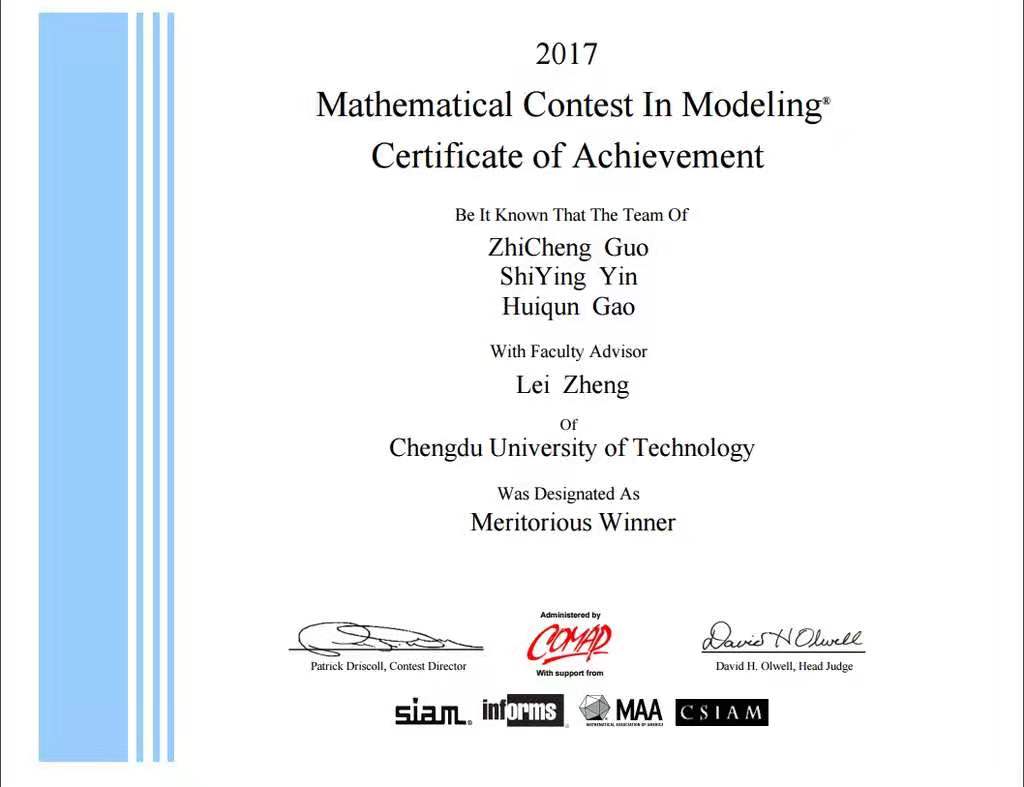 2017
Mathematical Contest In Modeling®
Certificate of Achievement
Be It Known That The Team Of
ZhiCheng Guo
ShiYing Yin
Huiqun Gao
With Faculty Advisor
Lei Zheng
Of
Chengdu University of Technology
Was Designated As
Meritorious Winner
Administered by
COMAP
David H Olwell
Patrick Driscoll, Contest Director
With support from
David H. Olwell, Head Judge
siam. informs MAA CSIAM
MATHEMATICAL ASSOCIATION OF AMERICA